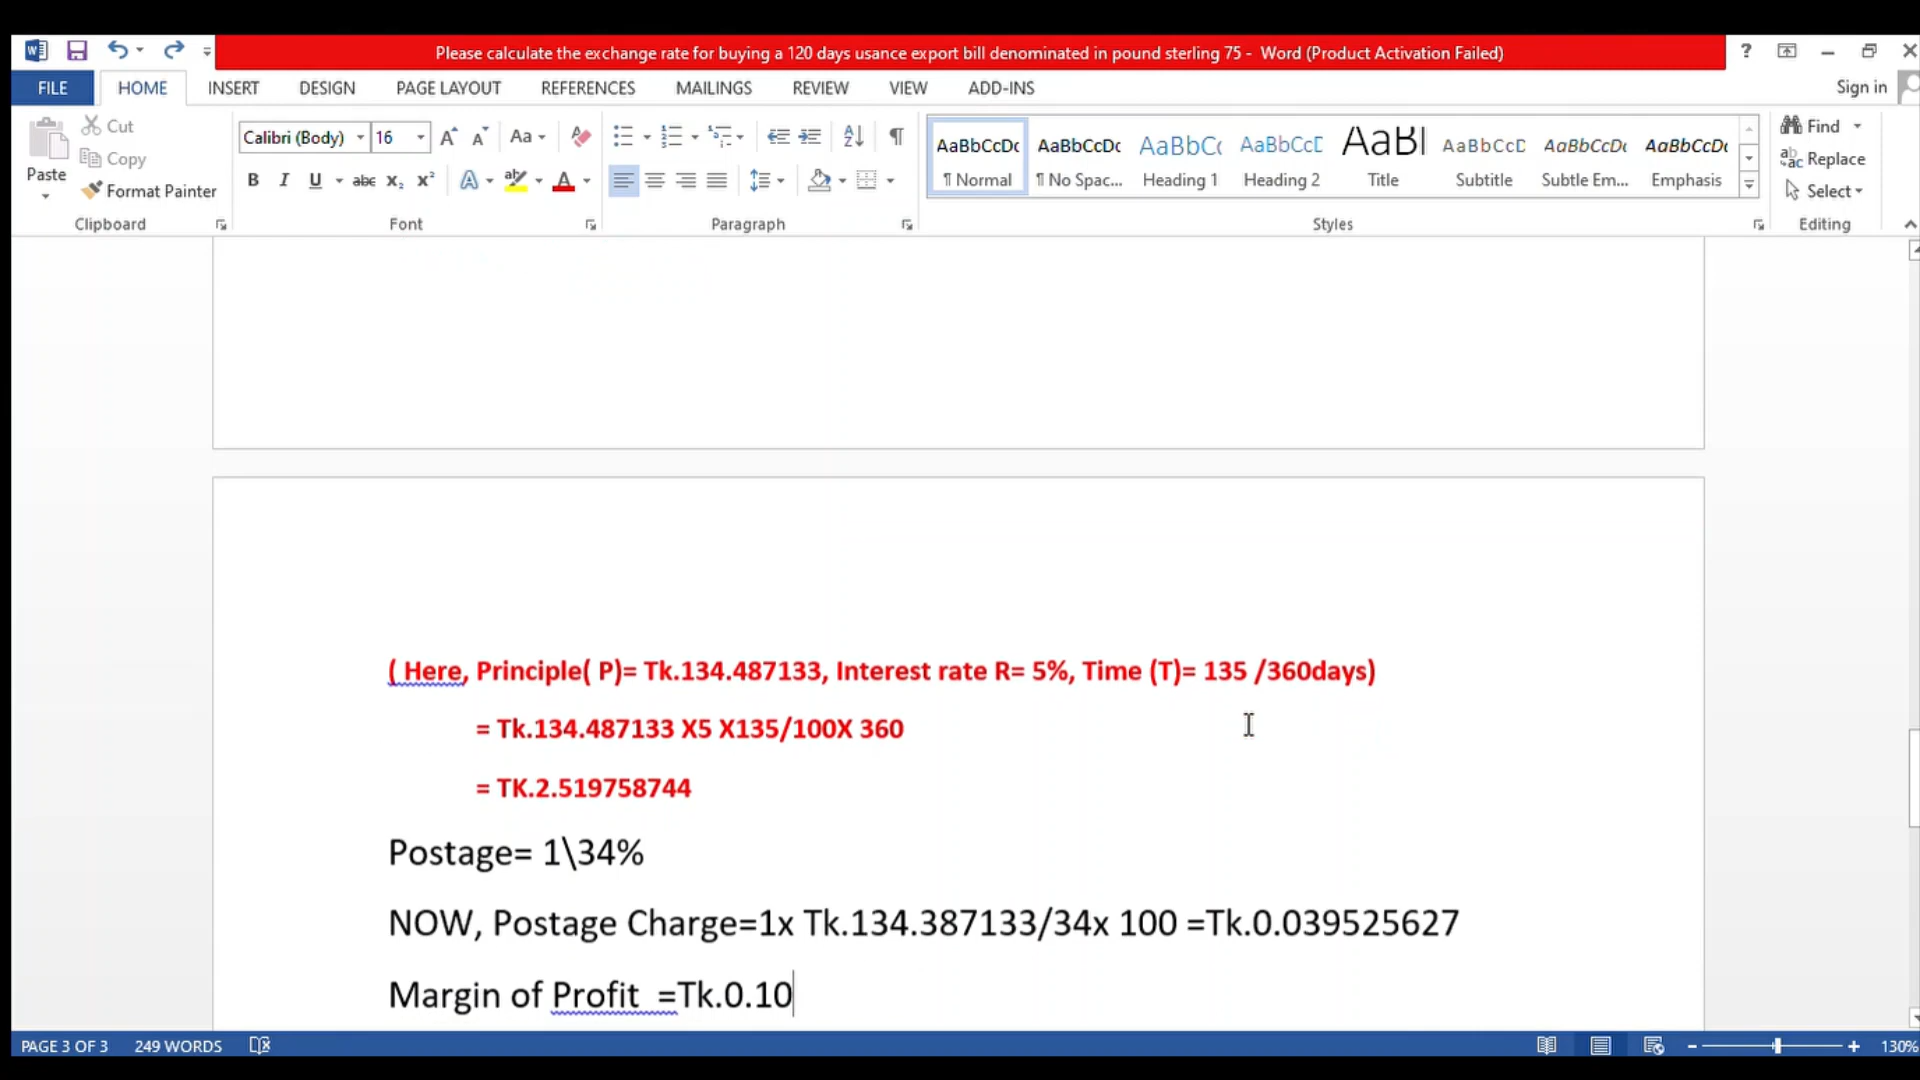 Please calculate the exchange rate for buying a 120 days usance export bill denominated in pound sterling 75 - Word (Product Activation Failed)
?
FILE HOME INSERT DESIGN PAGE LAYOUT REFERENCES MAILINGS REVIEW VIEW ADD-INS Sign in
Paste
Cut
Copy
Format Painter
Clipboard
Calibri (Body) 16
Font
Paragraph
AaBbCcDc AaBbCcDc AaBbCc AaBbCcD AaBl AaBbCcD AaBbCcDc AaBbCcDc
¶ Normal ¶ No Spac... Heading 1 Heading 2 Title Subtitle Subtle Em... Emphasis
Styles
Find
Replace
Select
Editing
( Here, Principle( P)= Tk.134.487133, Interest rate R= 5%, Time (T)= 135 /360days)
= Tk.134.487133 X5 X135/100X 360
= TK.2.519758744
Postage= 1\34%
NOW, Postage Charge=1x Tk.134.387133/34x 100 =Tk.0.039525627
Margin of Profit =Tk.0.10
PAGE 3 OF 3 249 WORDS 130%